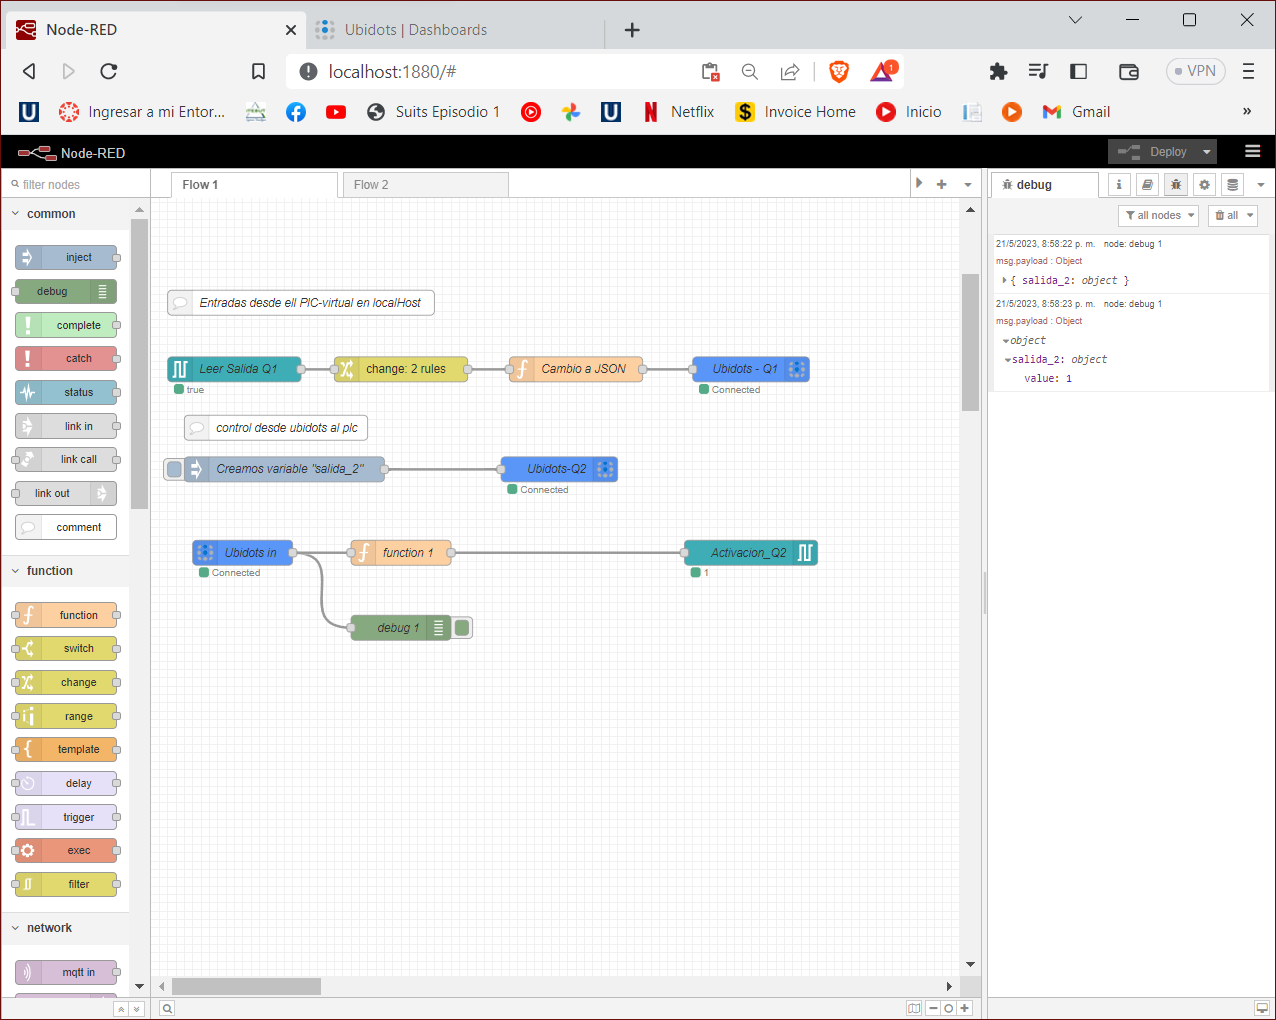 Node-RED
Ubidots | Dashboards
localhost:1880/#
1
VPN
Ingresar a mi Entor...
Suits Episodio 1
Netflix
Invoice Home
Inicio
Gmail
»
Node-RED
Deploy
filter nodes
Flow 1
Flow 2
debug
all nodes
all
common
inject
debug
complete
catch
status
link in
link call
link out
comment
function
function
switch
change
range
template
delay
trigger
exec
filter
network
mqtt in
Entradas desde ell PlC-virtual en localHost
Leer Salida Q1
change: 2 rules
Cambio a JSON
Ubidots - Q1
true
Connected
control desde ubidots al plc
Creamos variable "salida_2"
Ubidots-Q2
Connected
Ubidots in
function 1
Activacion_Q2
Connected
1
debug 1
21/5/2023, 8:58:22 p. m. node: debug 1
msg.payload : Object
{ salida_2: object }
21/5/2023, 8:58:23 p. m. node: debug 1
msg.payload : Object
object
salida_2: object
value: 1